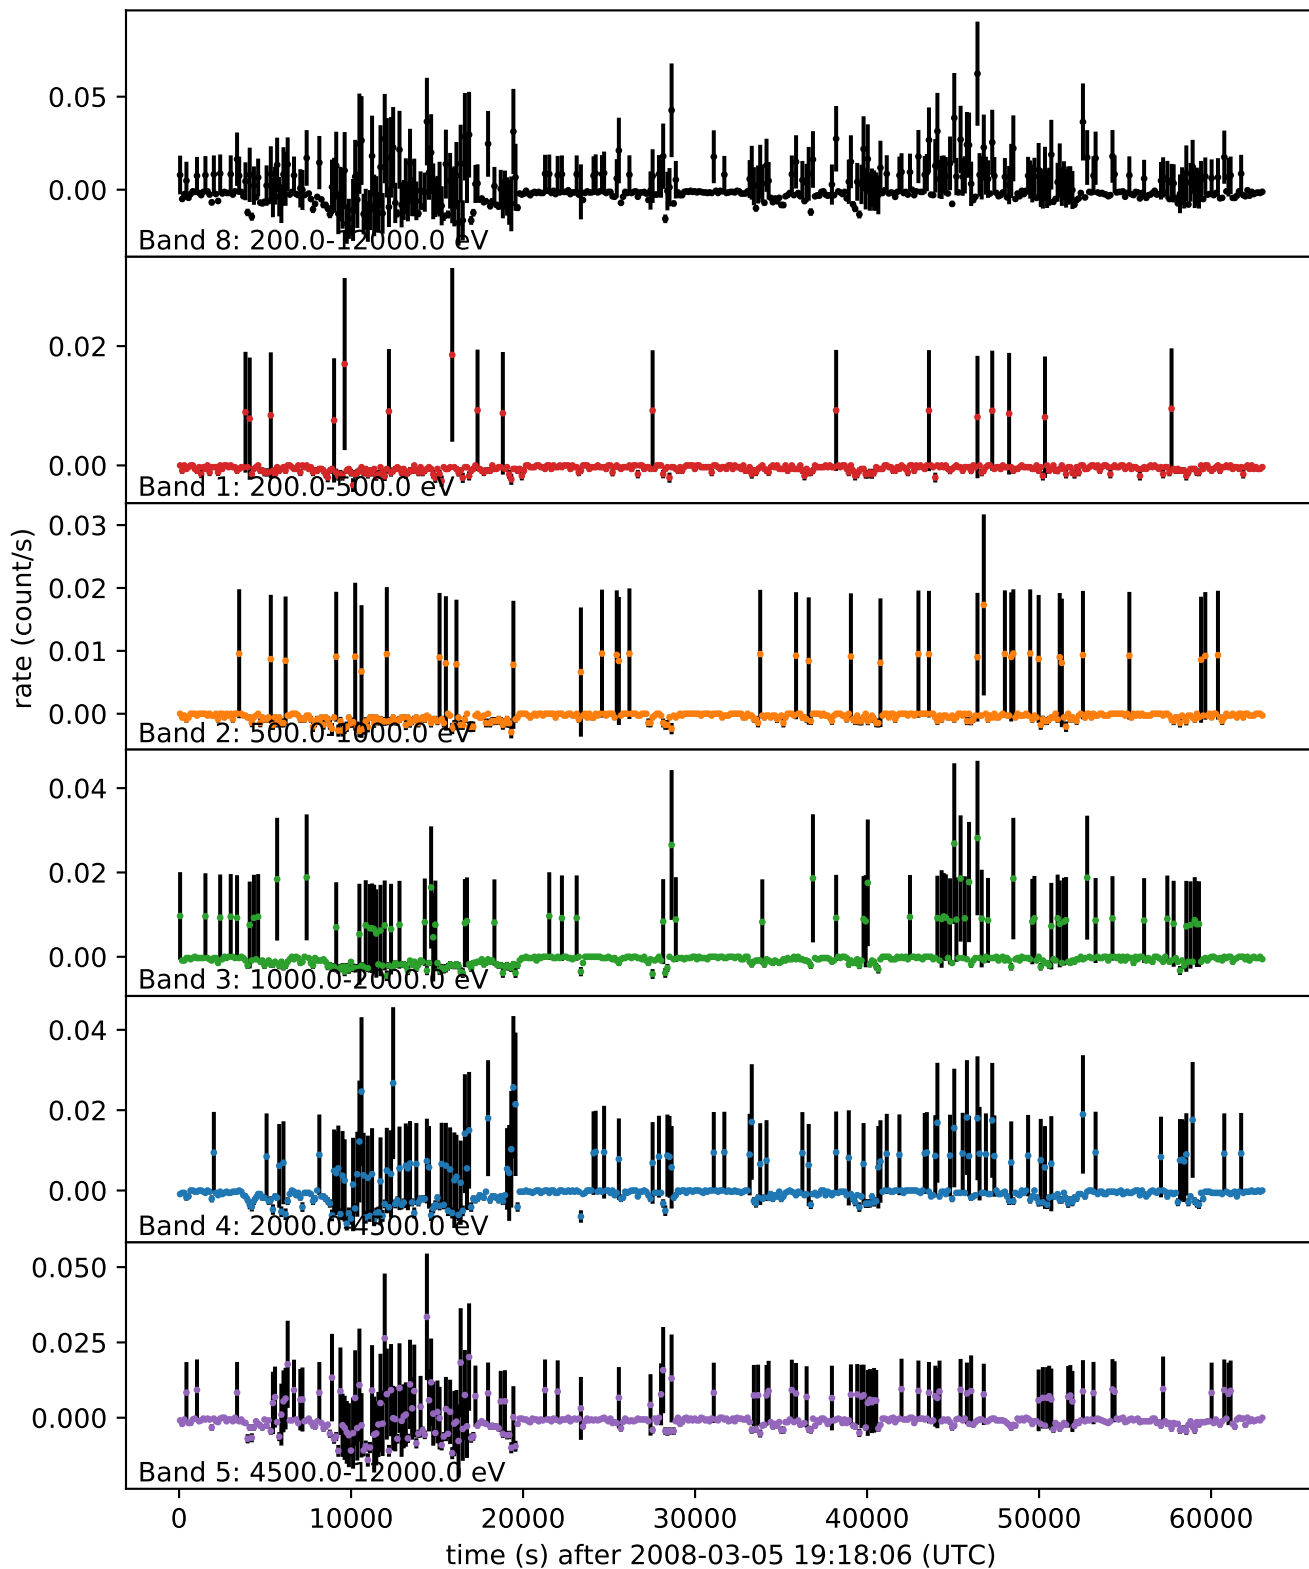 0.05
0.00
Band 8: 200.0-12000.0 eV
0.02
0.00
Band 1: 200.0-500.0 eV
0.03
0.02
0.01
0.00
Band 2: 500.0-1000.0 eV
rate (count/s)
0.04
0.02
0.00
Band 3: 1000.0-2000.0 eV
0.04
0.02
0.00
Band 4: 2000.0-4500.0 eV
0.050
0.025
0.000
Band 5: 4500.0-12000.0 eV
0 10000 20000 30000 40000 50000 60000
time (s) after 2008-03-05 19:18:06 (UTC)